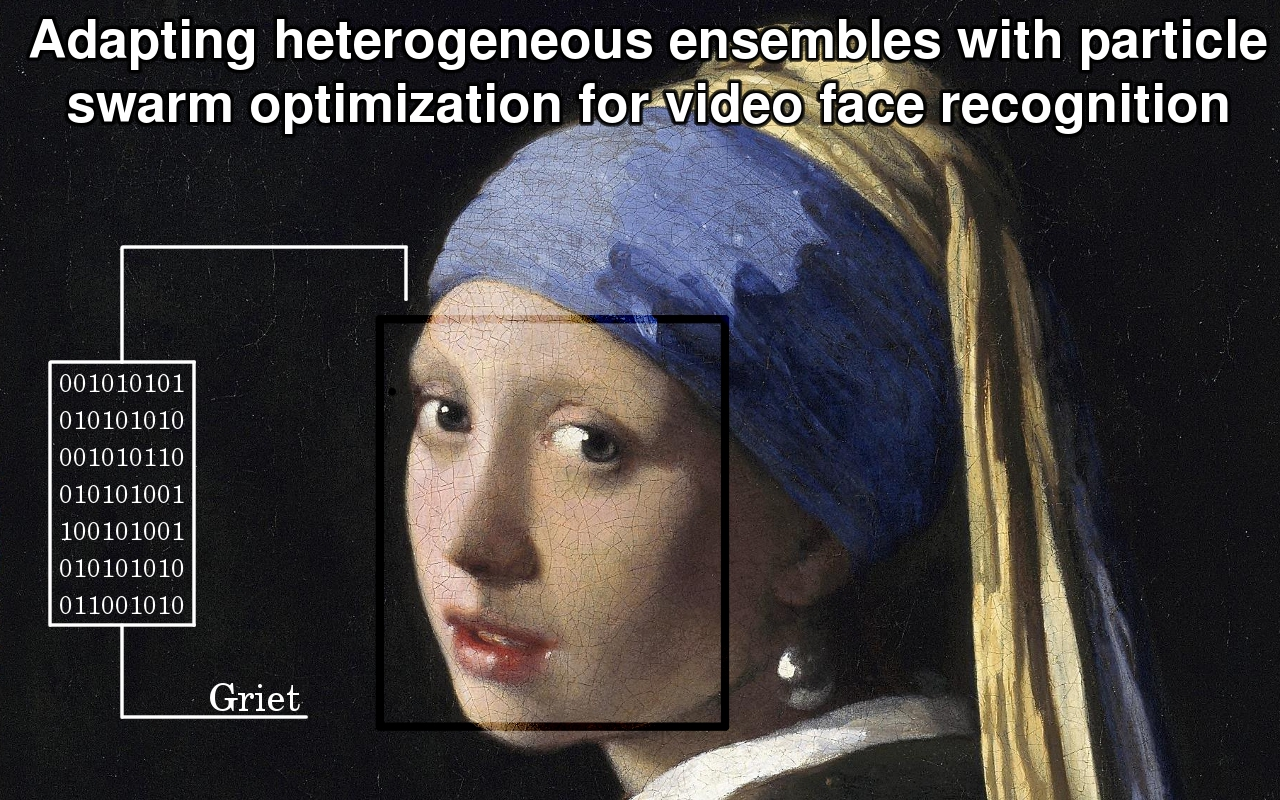 Adapting heterogeneous ensembles with particle
swarm optimization for video face recognition
001010101
010101010
001010110
010101001
100101001
010101010
011001010
Griet